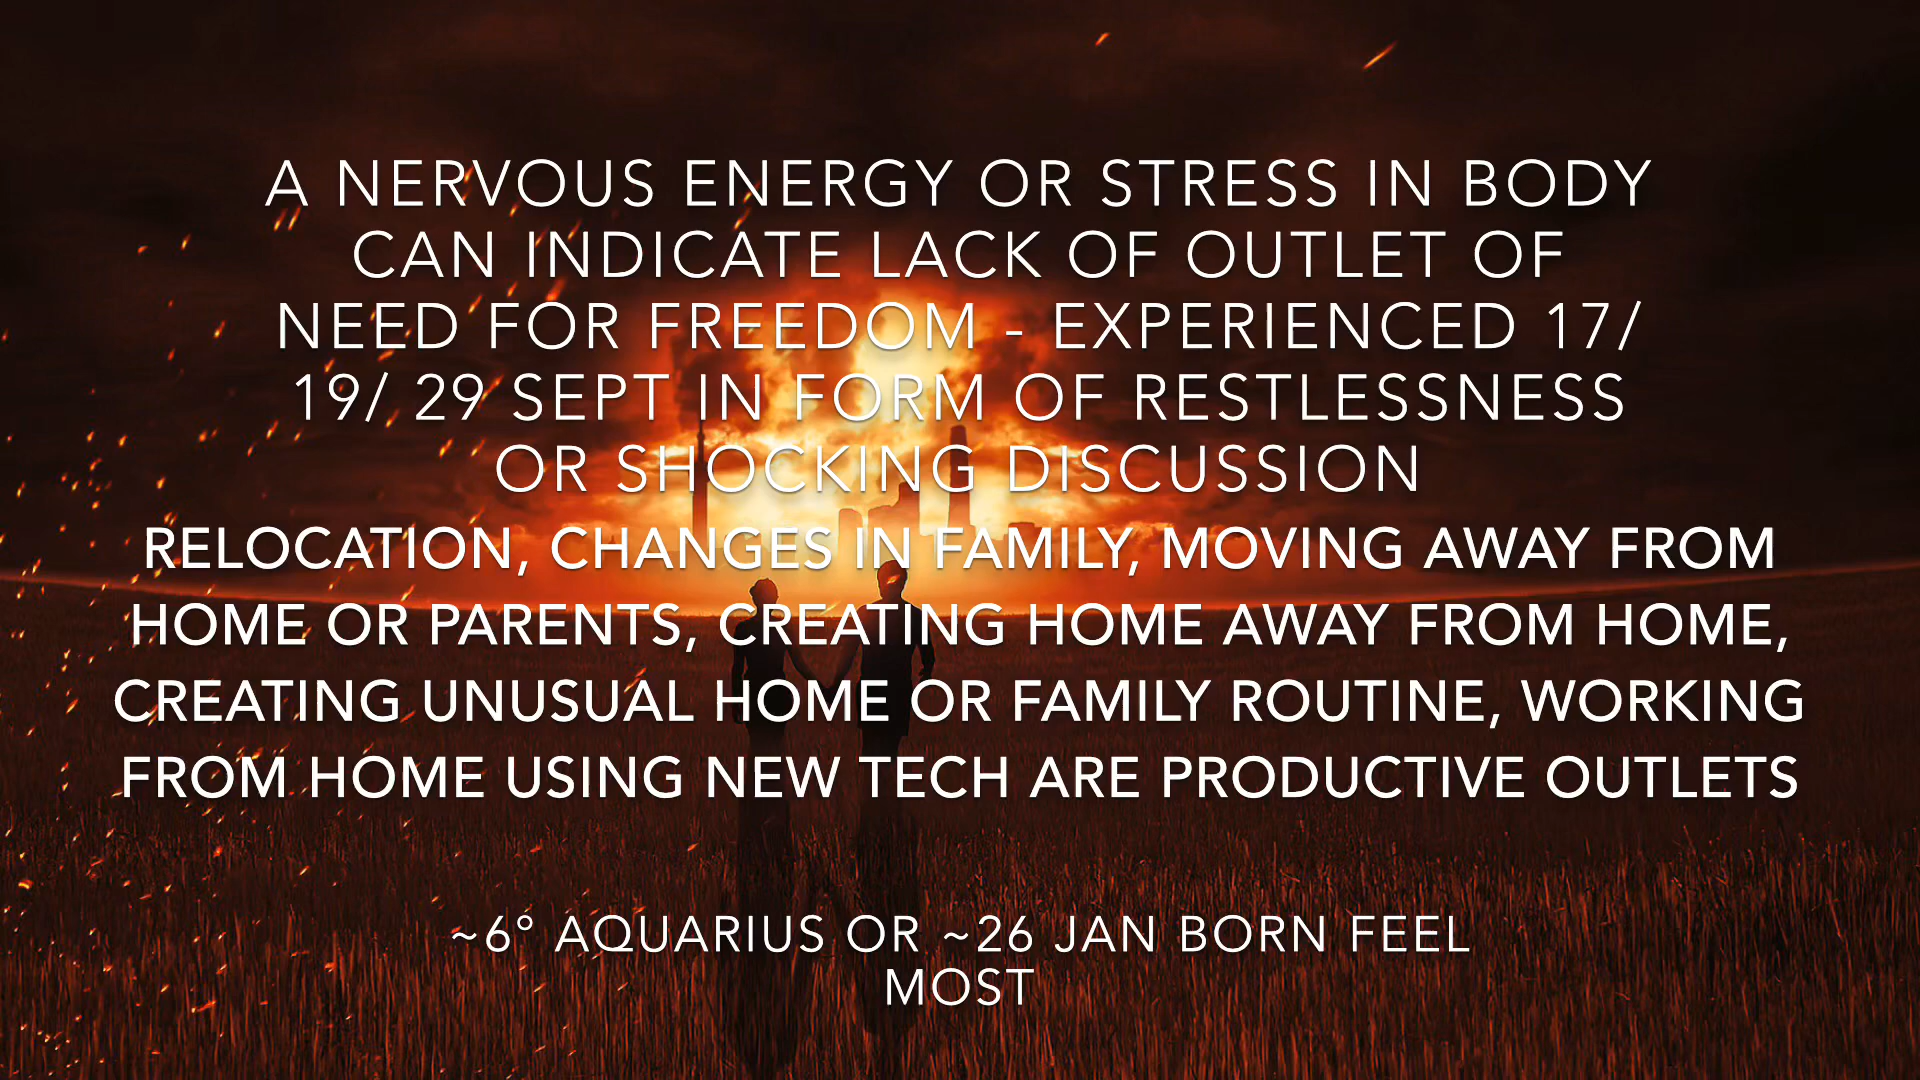 A NERVOUS ENERGY OR STRESS IN BODY
CAN INDICATE LACK OF OUTLET OF
NEED FOR FREEDOM - EXPERIENCED 17/
19/ 29 SEPT IN FORM OF RESTLESSNESS
OR SHOCKING DISCUSSION
RELOCATION, CHANGES IN FAMILY, MOVING AWAY FROM
HOME OR PARENTS, CREATING HOME AWAY FROM HOME,
CREATING UNUSUAL HOME OR FAMILY ROUTINE, WORKING
FROM HOME USING NEW TECH ARE PRODUCTIVE OUTLETS
~6° AQUARIUS OR ~26 JAN BORN FEEL
MOST